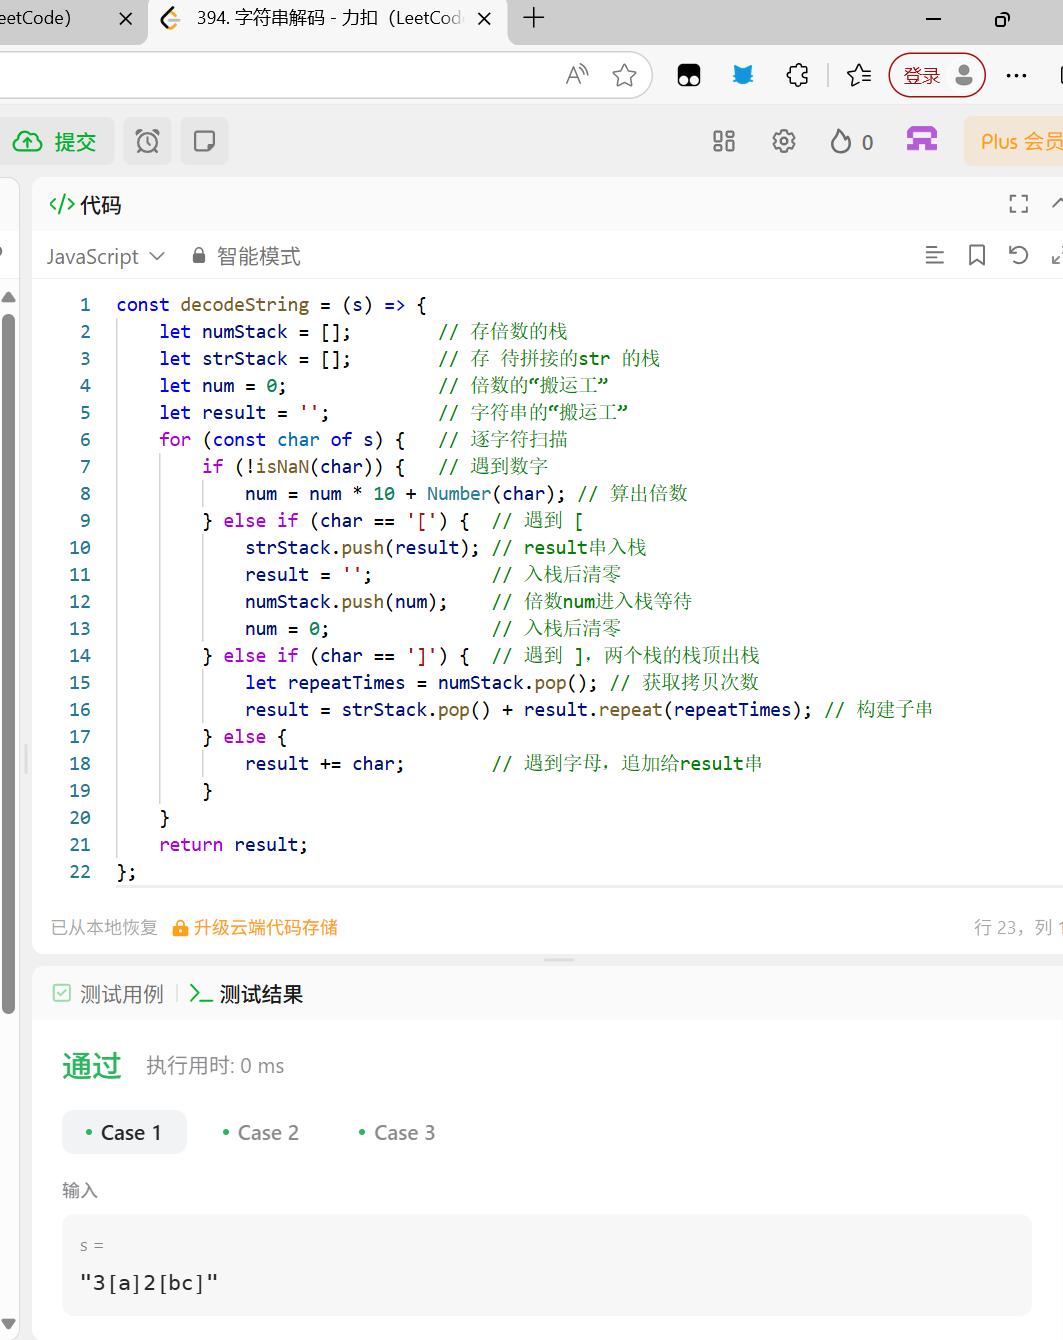 eetCode)
394. 字符串解码 - 力扣 (LeetCod
登录
提交
0
Plus 会员
</> 代码
JavaScript
智能模式
1 const decodeString = (s) => {
2 let numStack = []; // 存倍数的栈
3 let strStack = []; // 存 待拼接的str 的栈
4 let num = 0; // 倍数的“搬运工”
5 let result = ''; // 字符串的“搬运工”
6 for (const char of s) { // 逐字符扫描
7 if (!isNaN(char)) { // 遇到数字
8 num = num * 10 + Number(char); // 算出倍数
9 } else if (char == '[') { // 遇到 [
10 strStack.push(result); // result串入栈
11 result = ''; // 入栈后清零
12 numStack.push(num); // 倍数num进入栈等待
13 num = 0; // 入栈后清零
14 } else if (char == ']') { // 遇到 ]，两个栈的栈顶出栈
15 let repeatTimes = numStack.pop(); // 获取拷贝次数
16 result = strStack.pop() + result.repeat(repeatTimes); // 构建子串
17 } else {
18 result += char; // 遇到字母，追加给result串
19 }
20 }
21 return result;
22 };
已从本地恢复
升级云端代码存储
行 23，列 1
测试用例
测试结果
通过
执行用时: 0 ms
Case 1
Case 2
Case 3
输入
s =
"3[a]2[bc]"